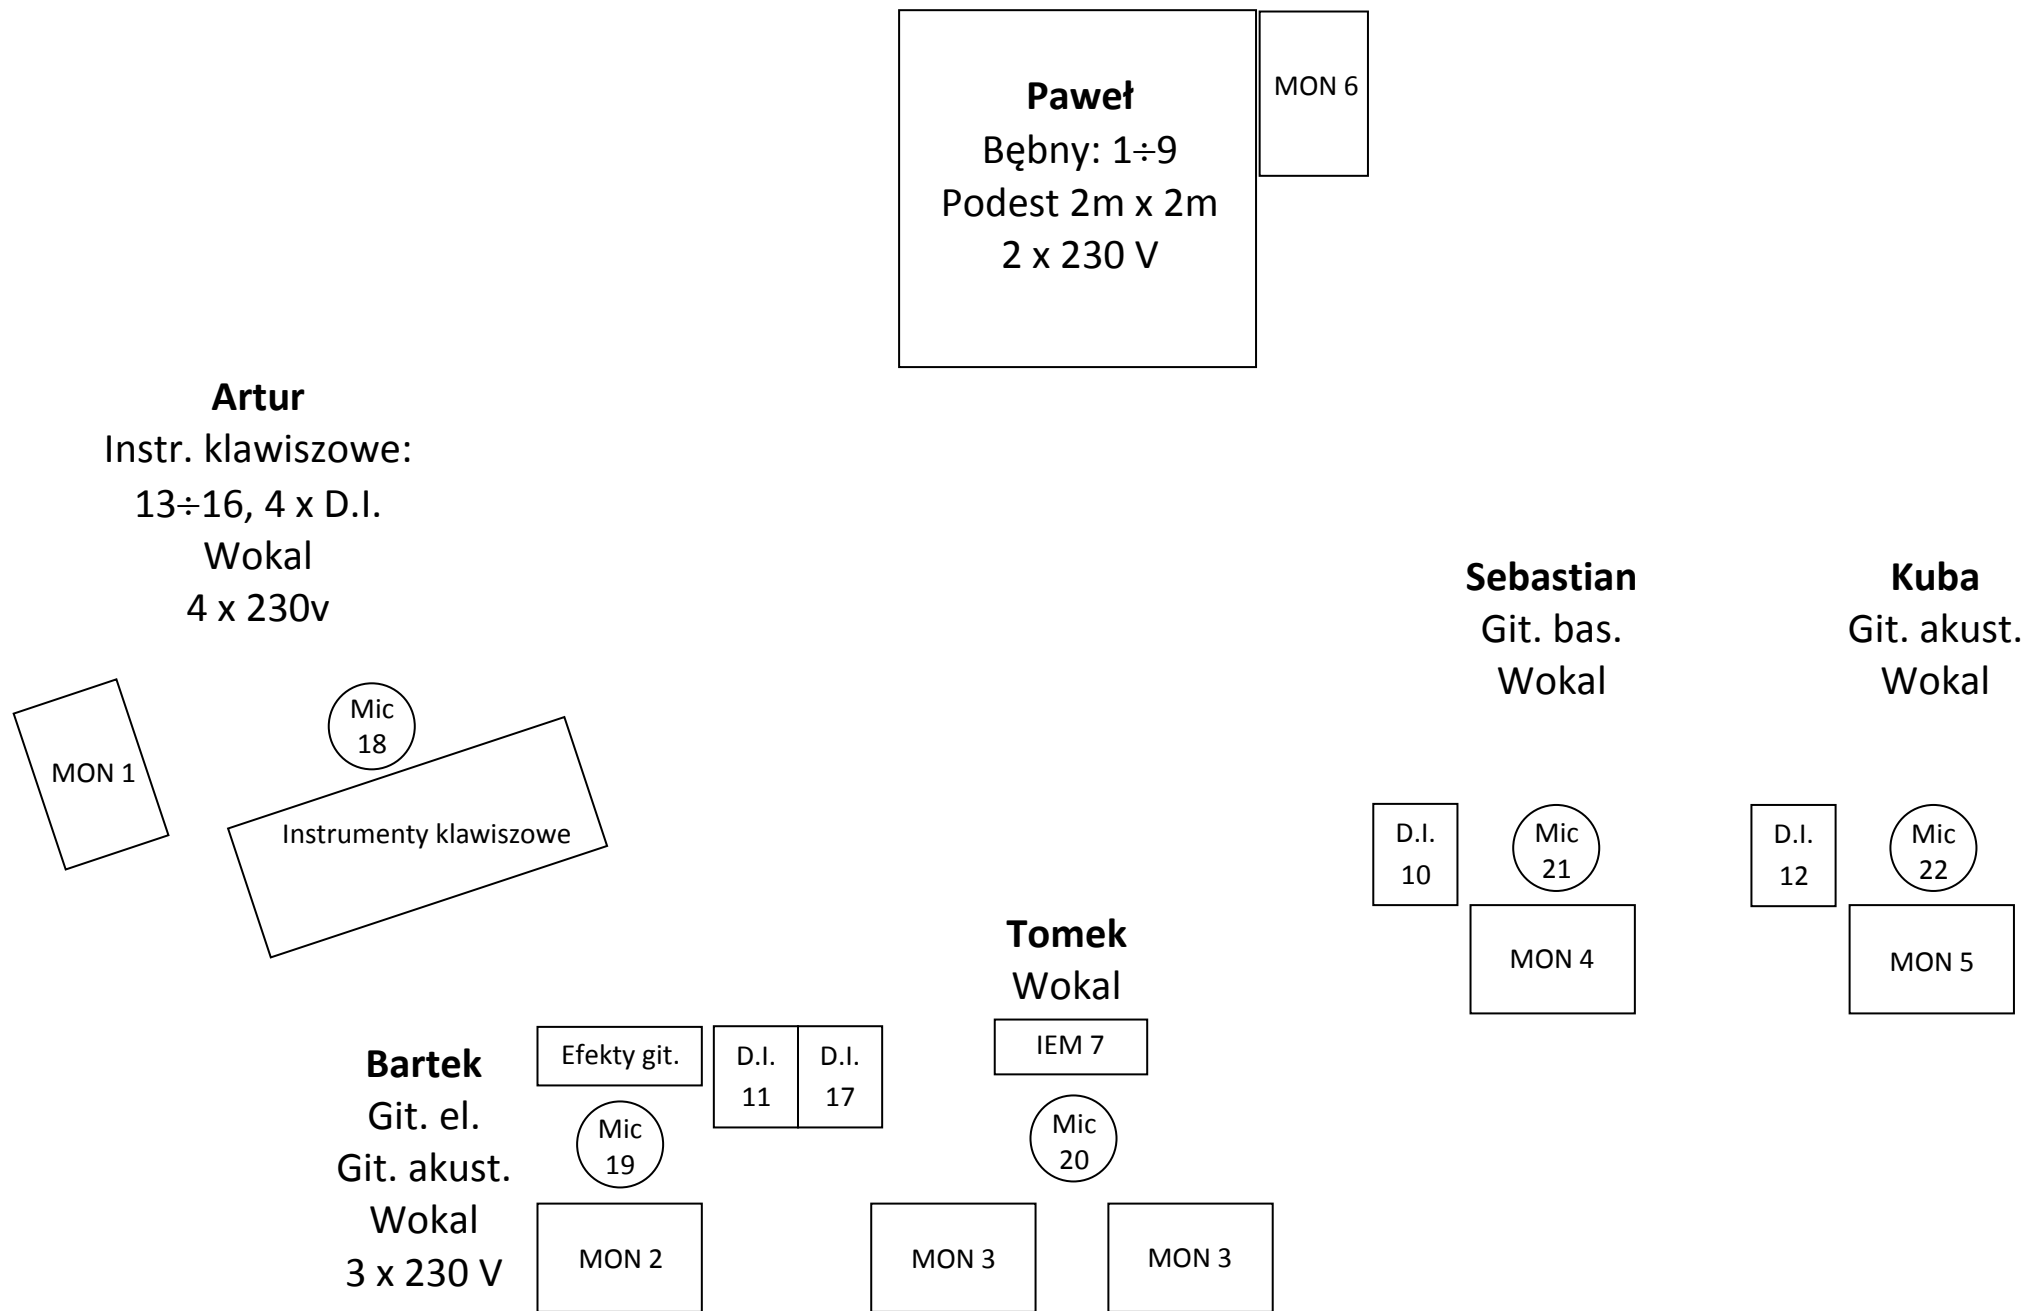 Paweł
Bębny: 1÷9
Podest 2m x 2m
2 x 230 V
MON 6
Artur
Instr. klawiszowe:
13÷16, 4 x D.I.
Wokal
4 x 230v
MON 1
Mic
18
Instrumenty klawiszowe
Sebastian
Git. bas.
Wokal
D.I.
10
Mic
21
MON 4
Kuba
Git. akust.
Wokal
D.I.
12
Mic
22
MON 5
Bartek
Git. el.
Git. akust.
Wokal
3 x 230 V
Efekty git.
Mic
19
MON 2
D.I.
11
D.I.
17
Tomek
Wokal
IEM 7
Mic
20
MON 3
MON 3